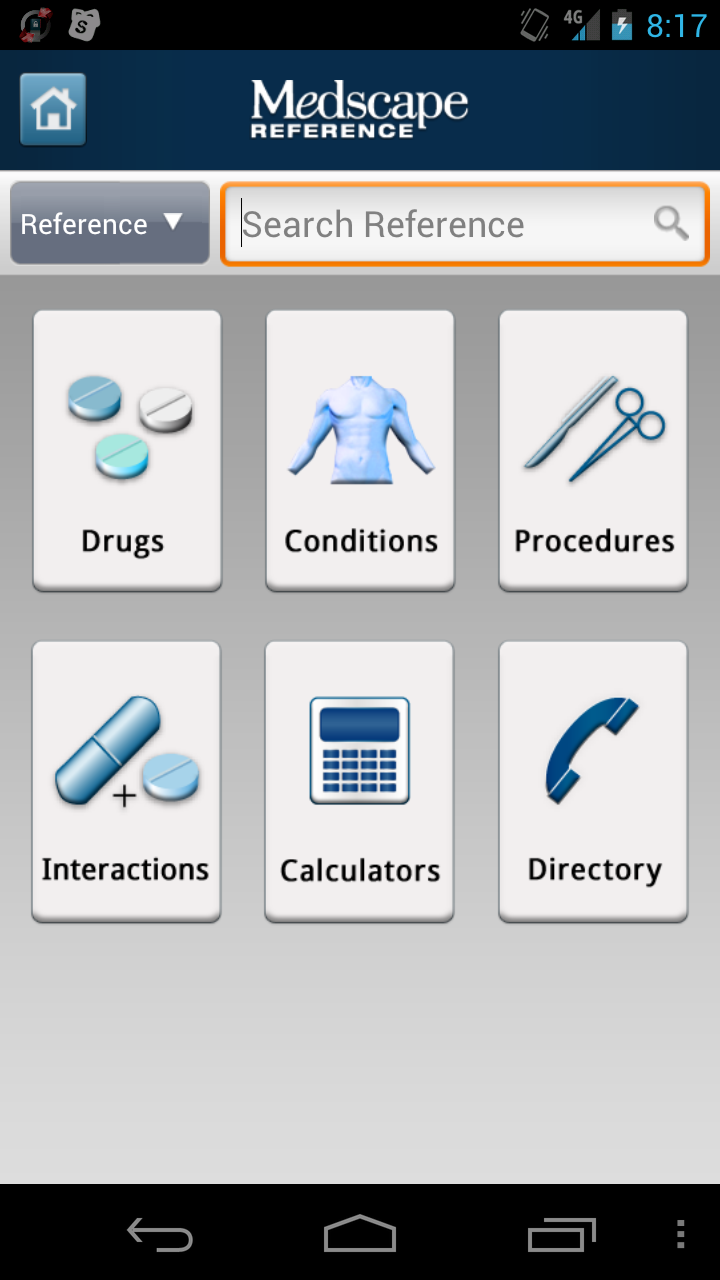 S
4G
8:17
Medscape
REFERENCE
Reference
Search Reference
Drugs
Conditions
Procedures
+
Interactions
Calculators
Directory